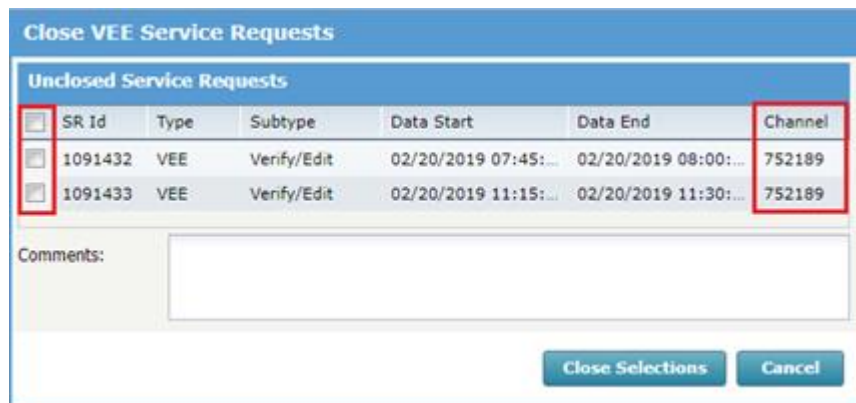 Close VEE Service Requests
Unclosed Service Requests
SR Id Type Subtype Data Start Data End Channel
1091432 VEE Verify/Edit 02/20/2019 07:45:... 02/20/2019 08:00:... 752189
1091433 VEE Verify/Edit 02/20/2019 11:15:... 02/20/2019 11:30:... 752189
Comments:
Close Selections Cancel